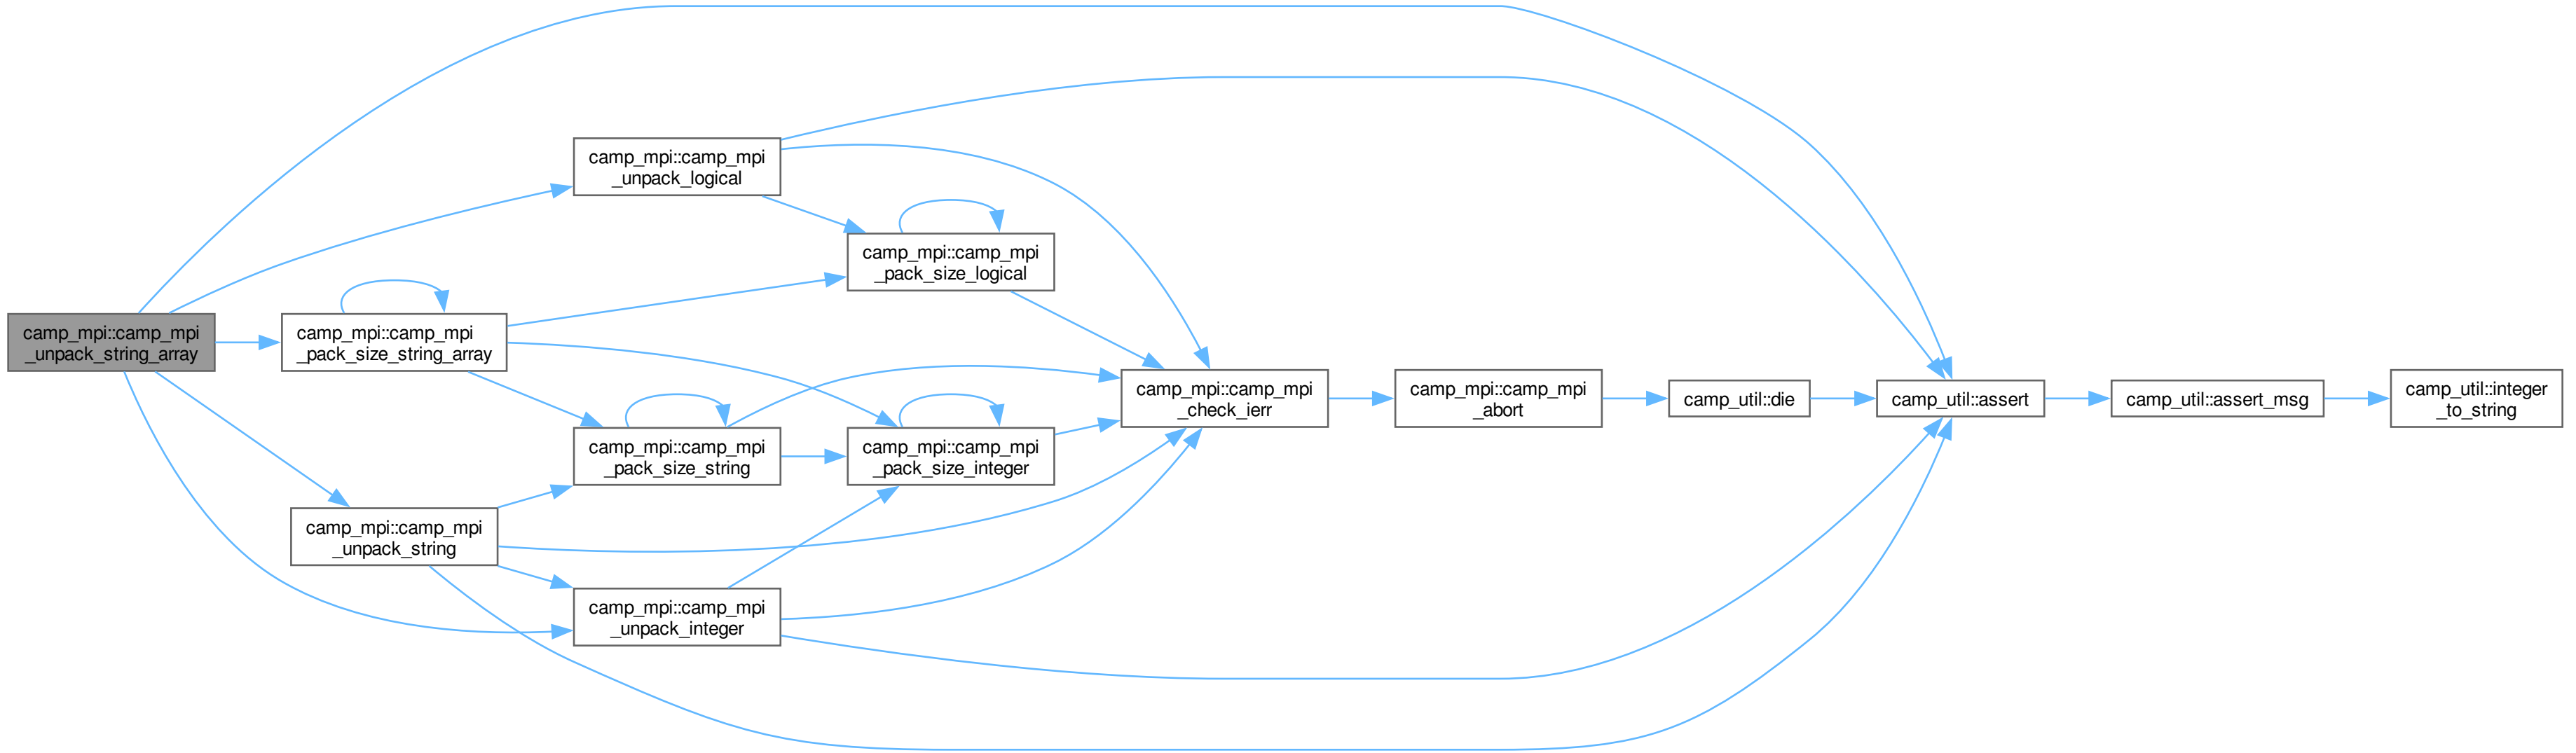 camp_mpi::camp_mpi
_unpack_string_array
camp_mpi::camp_mpi
_pack_size_string_array
camp_mpi::camp_mpi
_unpack_logical
camp_mpi::camp_mpi
_pack_size_logical
camp_mpi::camp_mpi
_pack_size_string
camp_mpi::camp_mpi
_pack_size_integer
camp_mpi::camp_mpi
_unpack_string
camp_mpi::camp_mpi
_unpack_integer
camp_mpi::camp_mpi
_check_ierr
camp_mpi::camp_mpi
_abort
camp_util::die
camp_util::assert
camp_util::assert_msg
camp_util::integer
_to_string